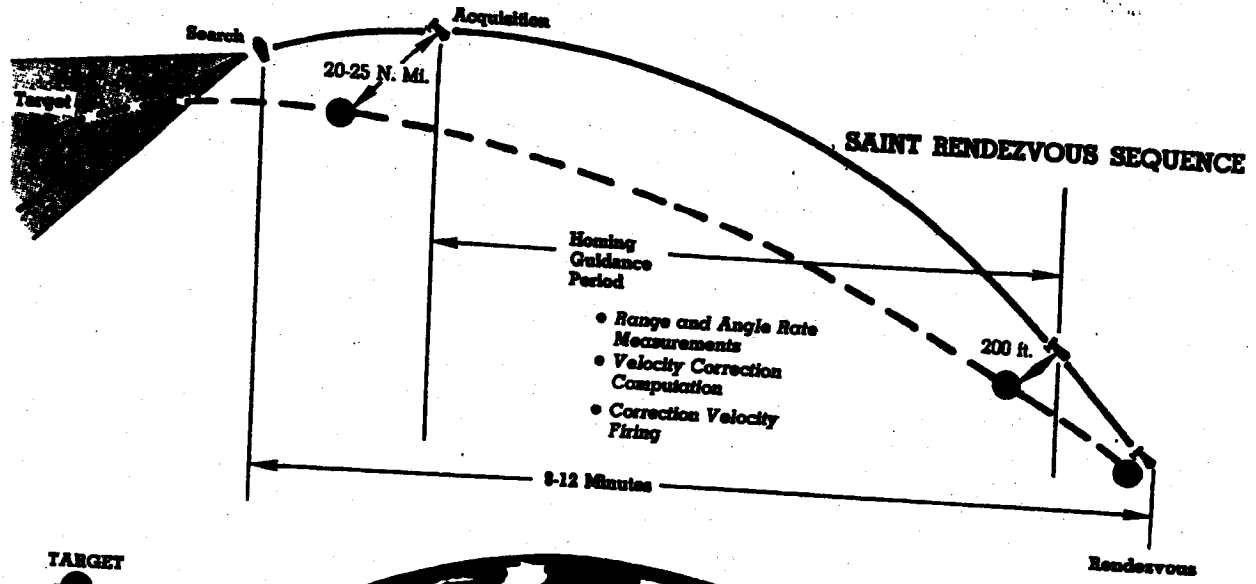 Search
Acquisition
20-25 N. Mi.
Target
SAINT RENDEZVOUS SEQUENCE
Homing
Guidance
Period
• Range and Angle Rate
Measurements
• Velocity Correction
Computation
• Correction Velocity
Firing
200 ft.
8-12 Minutes
Rendezvous
TARGET